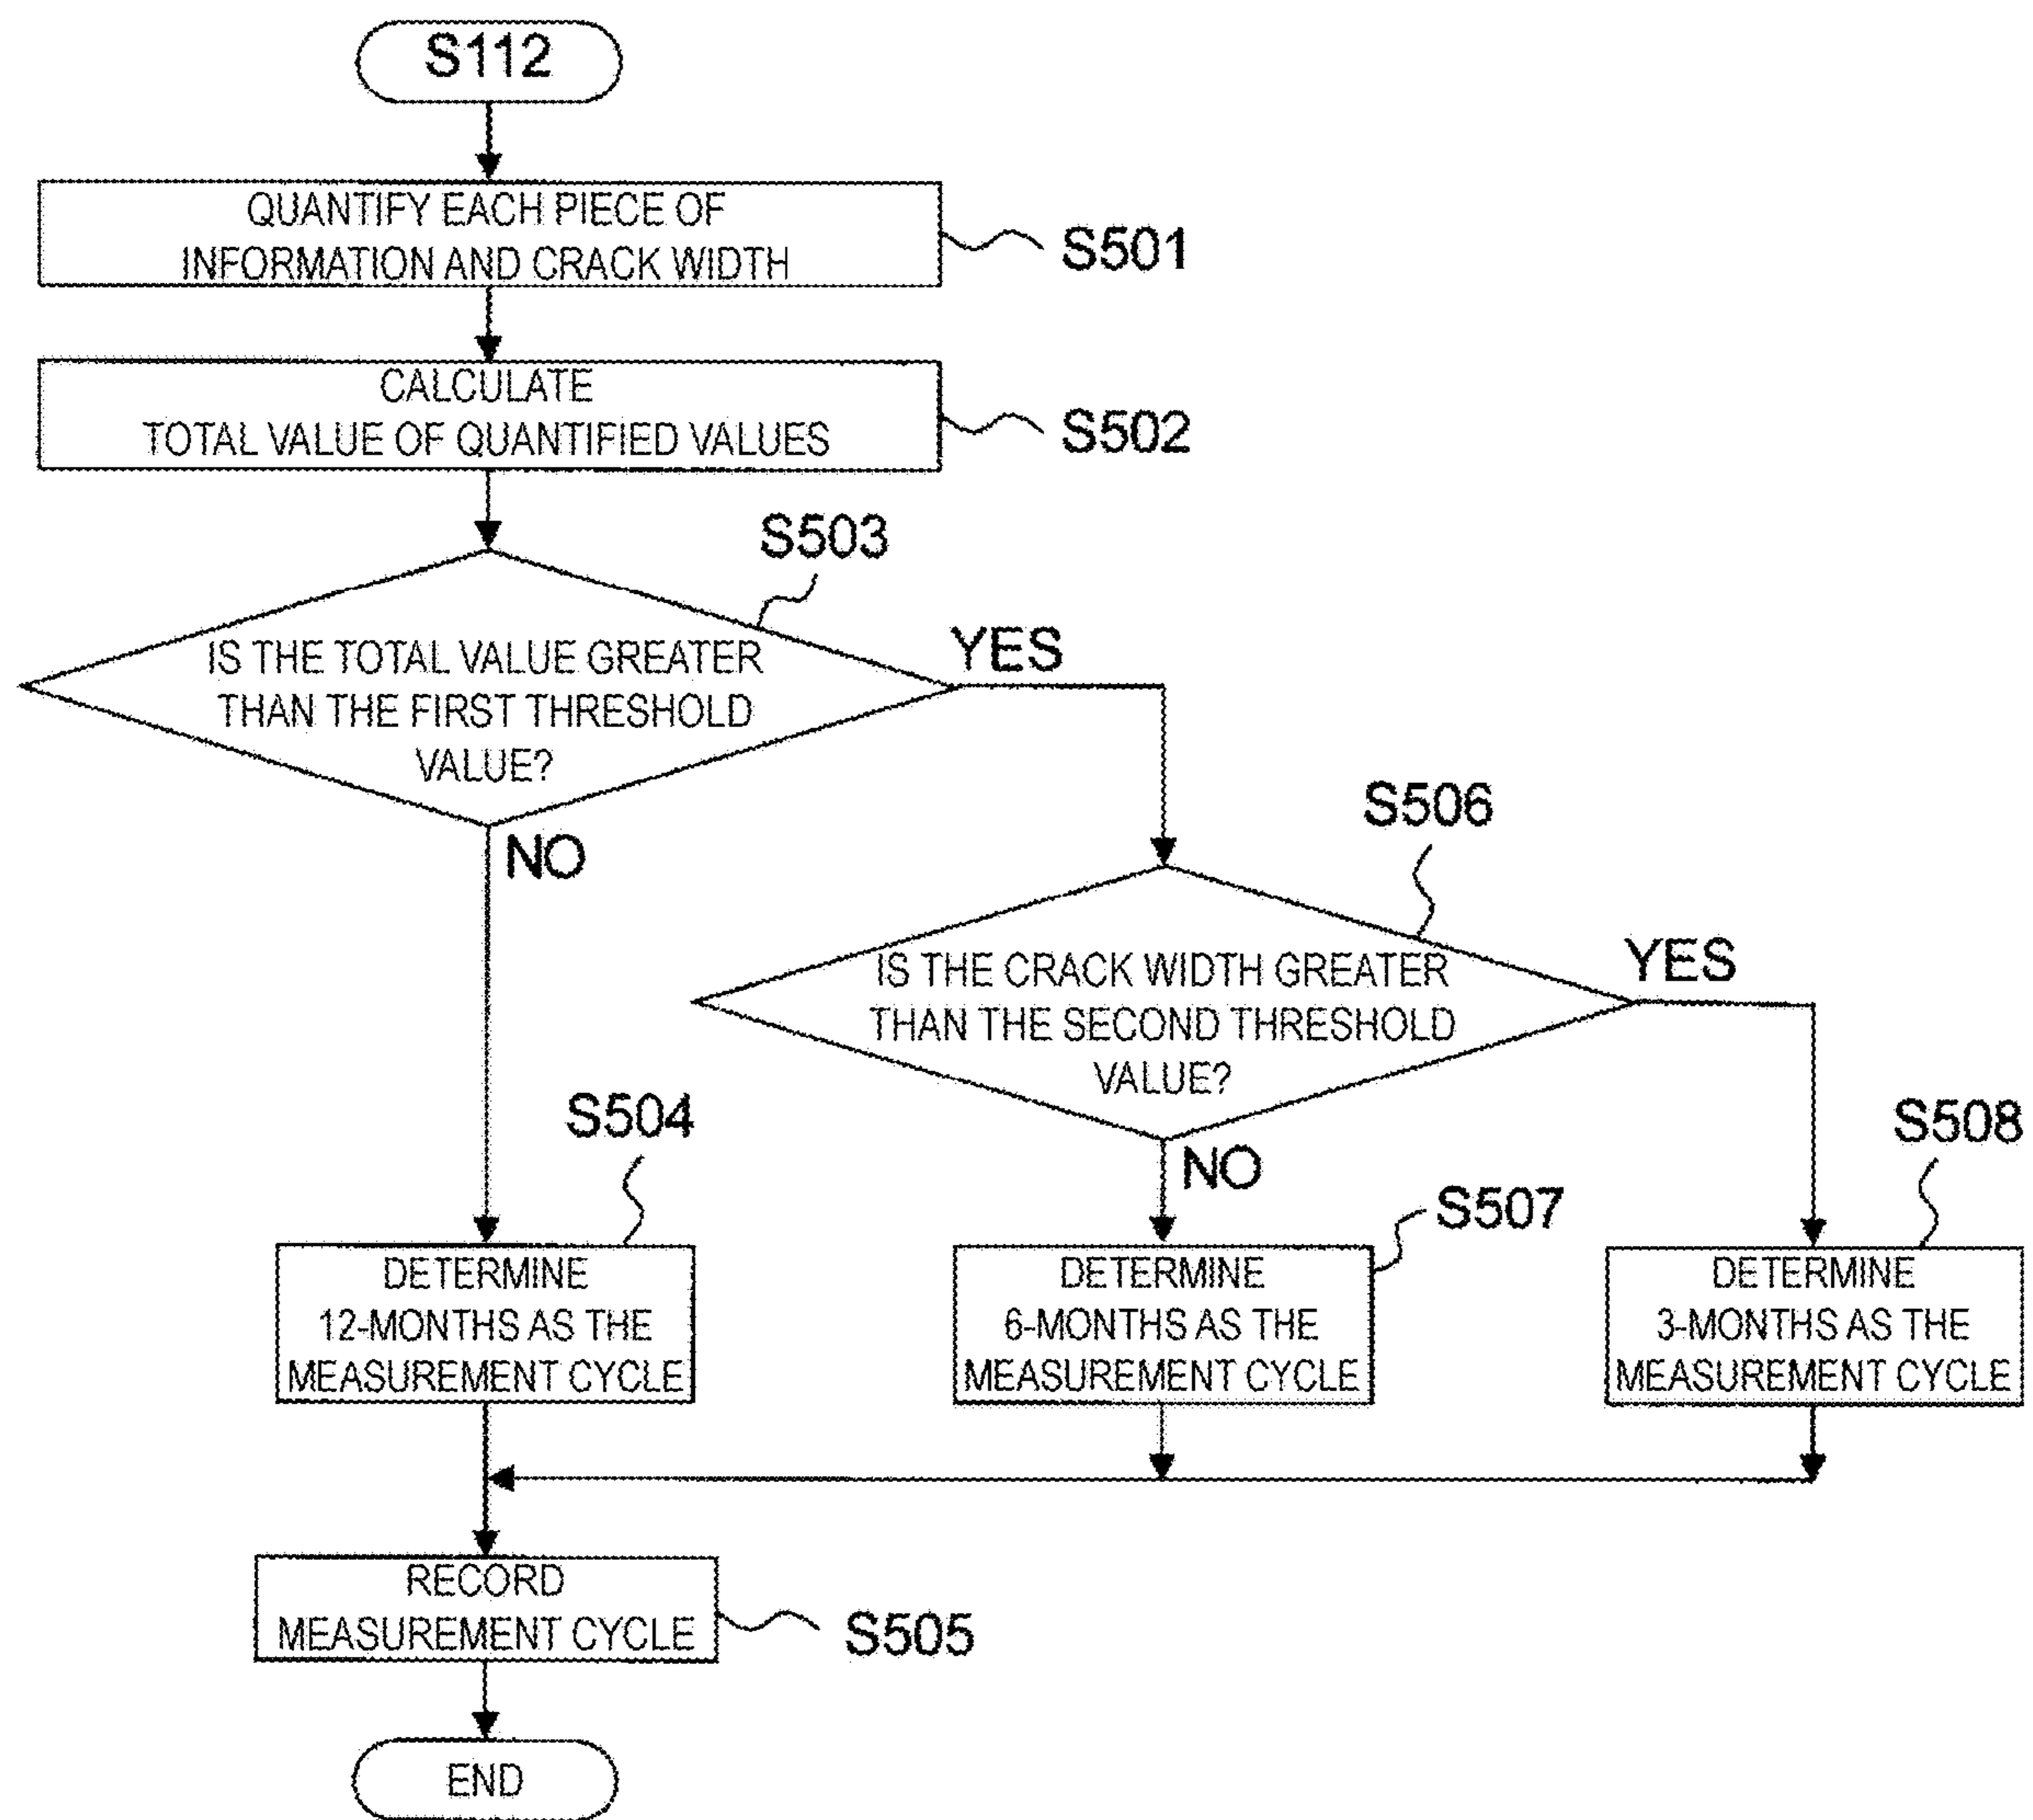 S112
QUANTIFY EACH PIECE OF
INFORMATION AND CRACK WIDTH
S501
CALCULATE
TOTAL VALUE OF QUANTIFIED VALUES
S502
S503
IS THE TOTAL VALUE GREATER
THAN THE FIRST THRESHOLD
VALUE?
YES
NO
S506
IS THE CRACK WIDTH GREATER
THAN THE SECOND THRESHOLD
VALUE?
YES
NO
S504
DETERMINE
12-MONTHS AS THE
MEASUREMENT CYCLE
S507
DETERMINE
6-MONTHS AS THE
MEASUREMENT CYCLE
S508
DETERMINE
3-MONTHS AS THE
MEASUREMENT CYCLE
RECORD
MEASUREMENT CYCLE
S505
END